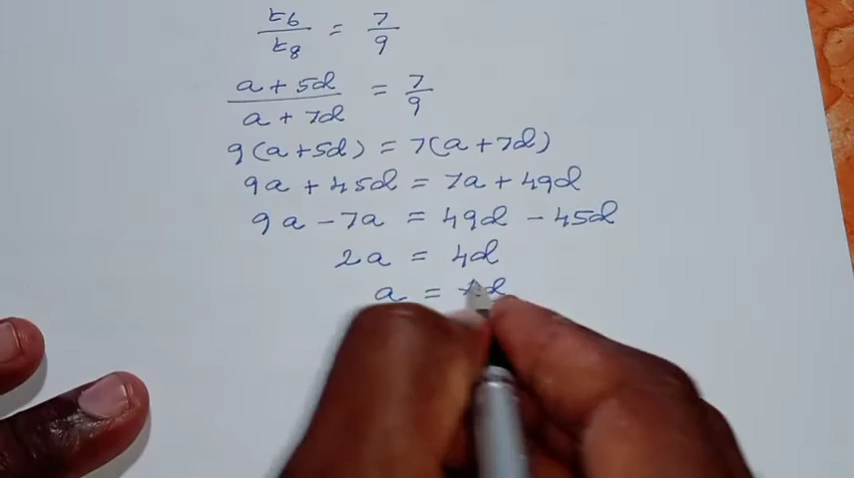 t6/t8 = 7/9
a + 5d/a + 7d = 7/9
9(a+5d) = 7(a+7d)
9a + 45d = 7a + 49d
9a - 7a = 49d - 45d
2a = 4d
a =